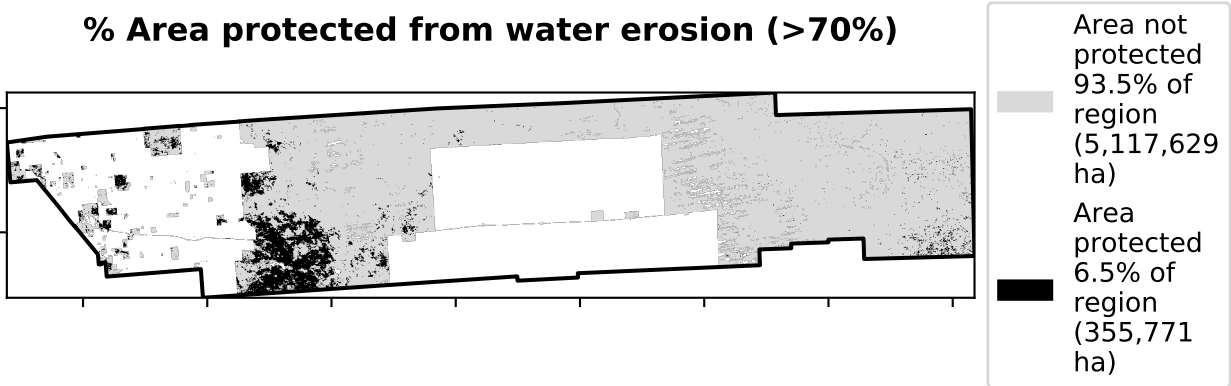 % Area protected from water erosion (>70%)
Area not
protected
93.5% of
region
(5,117,629
ha)
Area
protected
6.5% of
region
(355,771
ha)